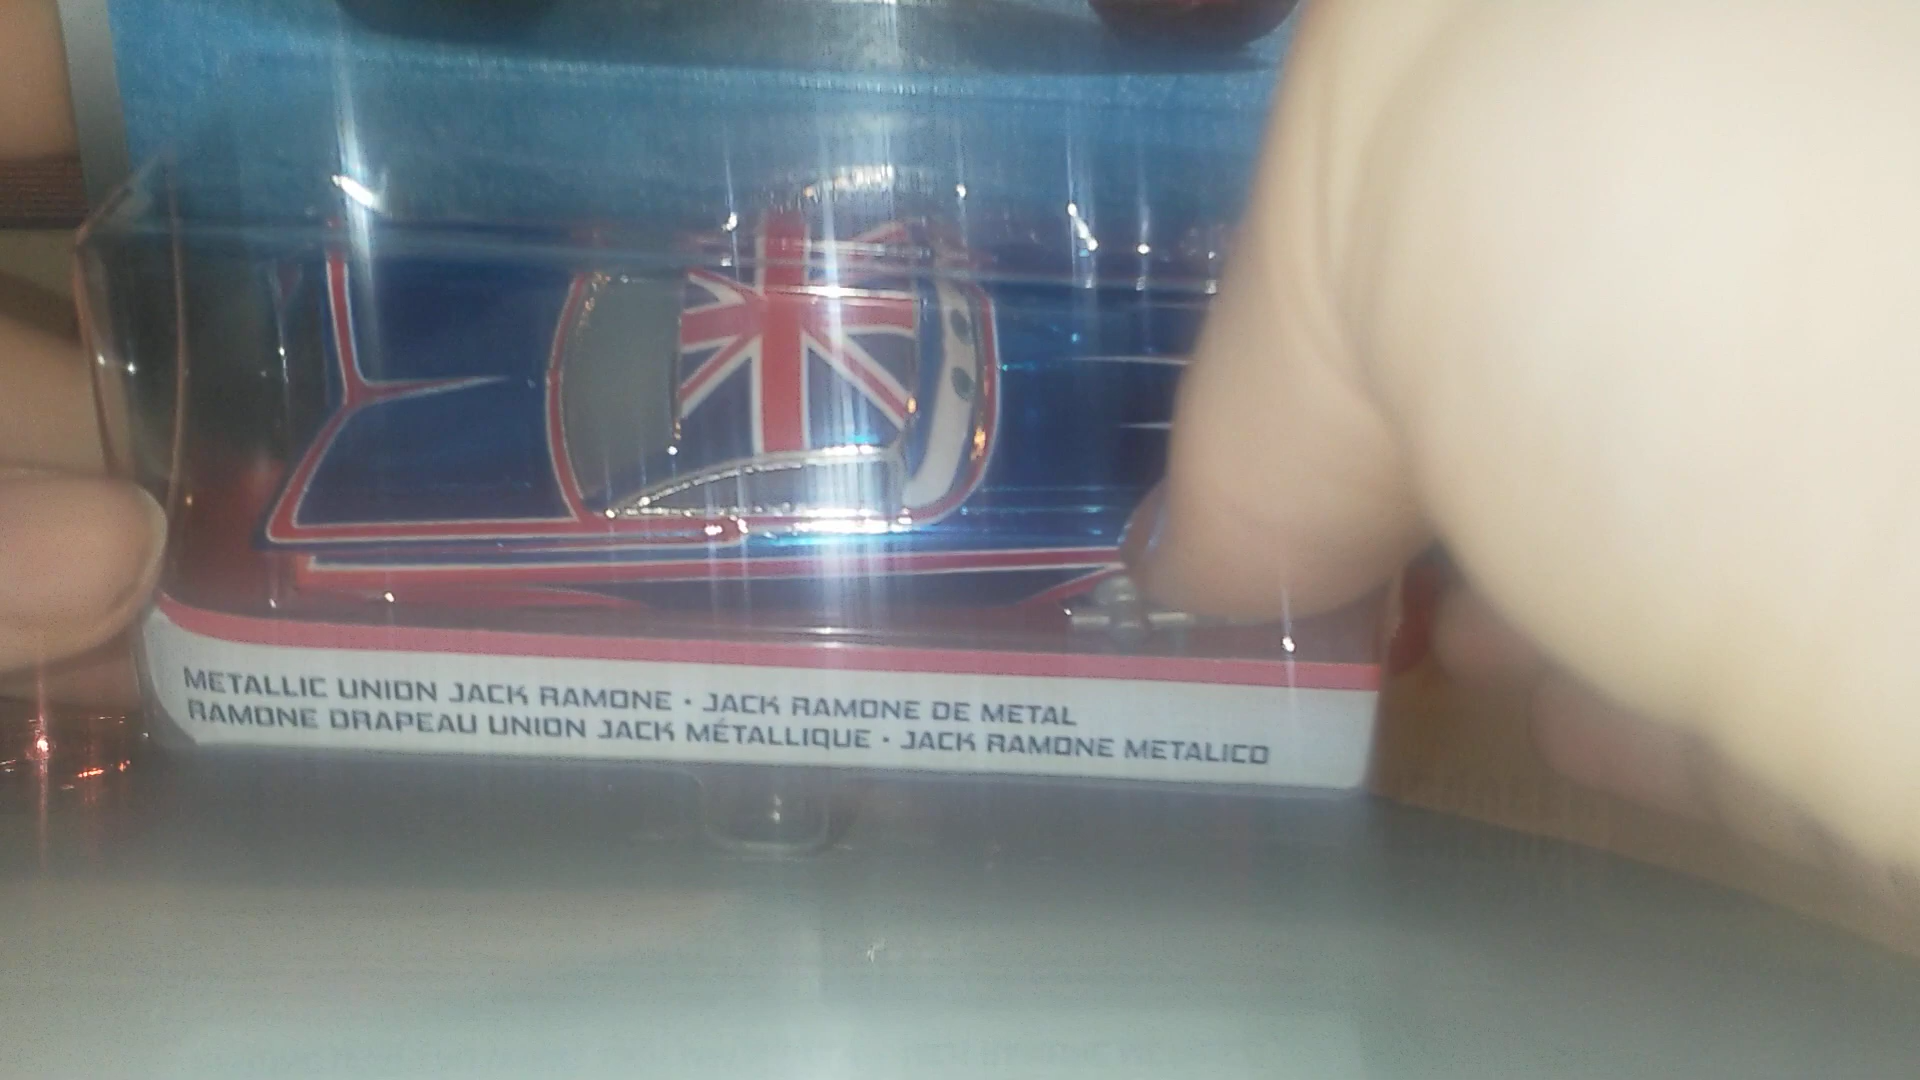 METALLIC UNION JACK RAMONE • JACK RAMONE DE METAL
RAMONE DRAPEAU UNION JACK MÉTALLIQUE • JACK RAMONE METALICO